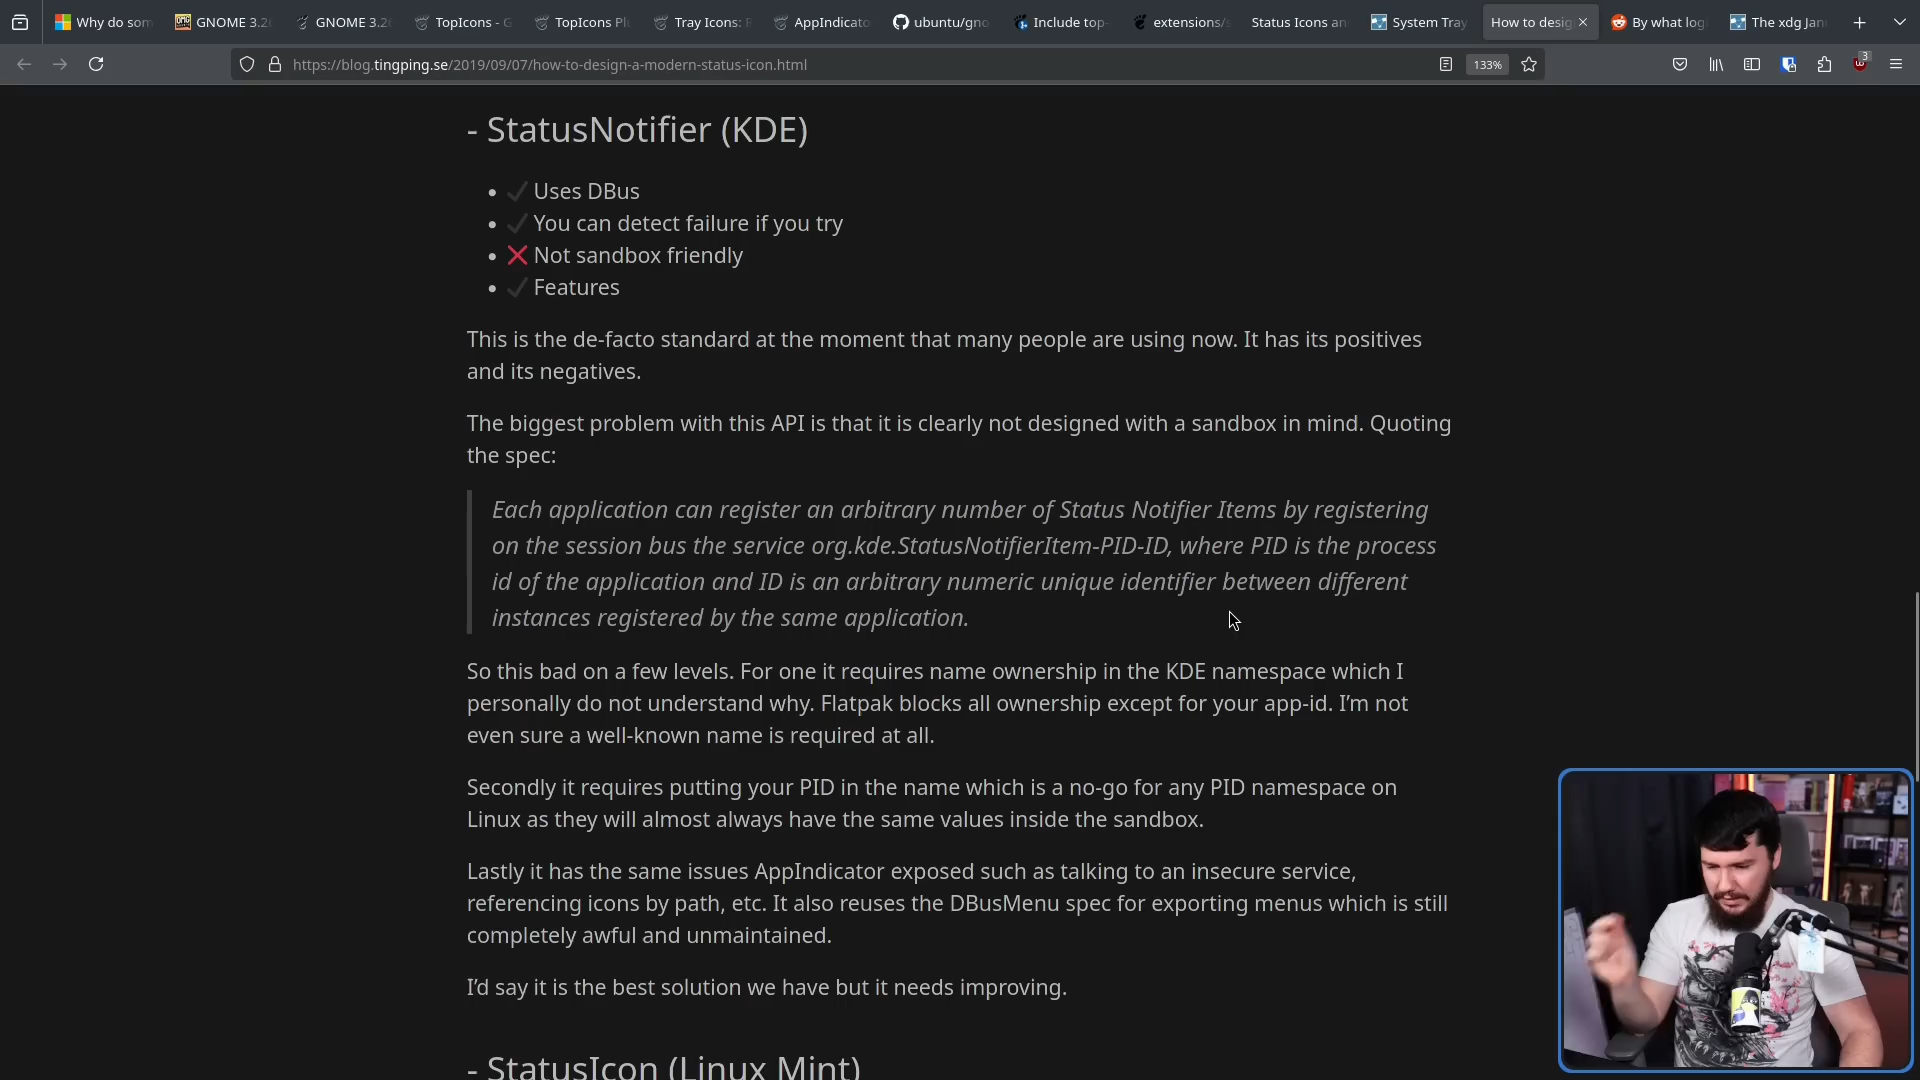 Why do som
GNOME 3.2
GNOME 3.2
TopIcons - G
TopIcons Pl
Tray Icons: R
AppIndicato
ubuntu/gno
Include top-
extensions/s
Status Icons an
System Tray
How to desig
By what log
The xdg Jan
https://blog.tingping.se/2019/09/07/how-to-design-a-modern-status-icon.html
133%
3
- StatusNotifier (KDE)
• ✔ Uses DBus
• ✔ You can detect failure if you try
• ❌ Not sandbox friendly
• ✔ Features
This is the de-facto standard at the moment that many people are using now. It has its positives
and its negatives.
The biggest problem with this API is that it is clearly not designed with a sandbox in mind. Quoting
the spec:
Each application can register an arbitrary number of Status Notifier Items by registering
on the session bus the service org.kde.StatusNotifierItem-PID-ID, where PID is the process
id of the application and ID is an arbitrary numeric unique identifier between different
instances registered by the same application.
So this bad on a few levels. For one it requires name ownership in the KDE namespace which I
personally do not understand why. Flatpak blocks all ownership except for your app-id. I’m not
even sure a well-known name is required at all.
Secondly it requires putting your PID in the name which is a no-go for any PID namespace on
Linux as they will almost always have the same values inside the sandbox.
Lastly it has the same issues AppIndicator exposed such as talking to an insecure service,
referencing icons by path, etc. It also reuses the DBusMenu spec for exporting menus which is still
completely awful and unmaintained.
I’d say it is the best solution we have but it needs improving.
- StatusIcon (Linux Mint)